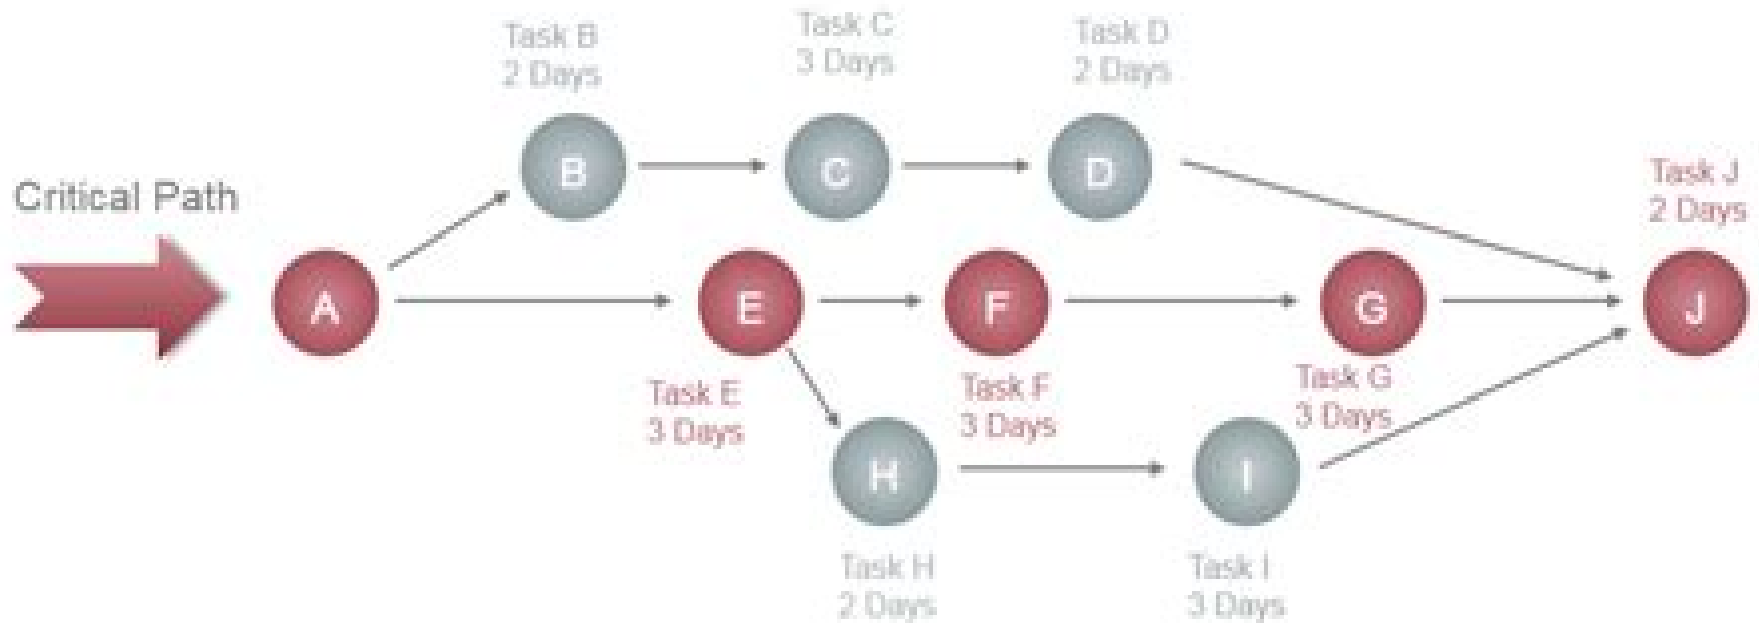 Task B
2 Days
Task C
3 Days
Task D
2 Days
B
C
D
Critical Path
Task J
2 Days
A
E
F
G
J
Task E
3 Days
Task F
3 Days
Task G
3 Days
H
I
Task H
2 Days
Task I
3 Days